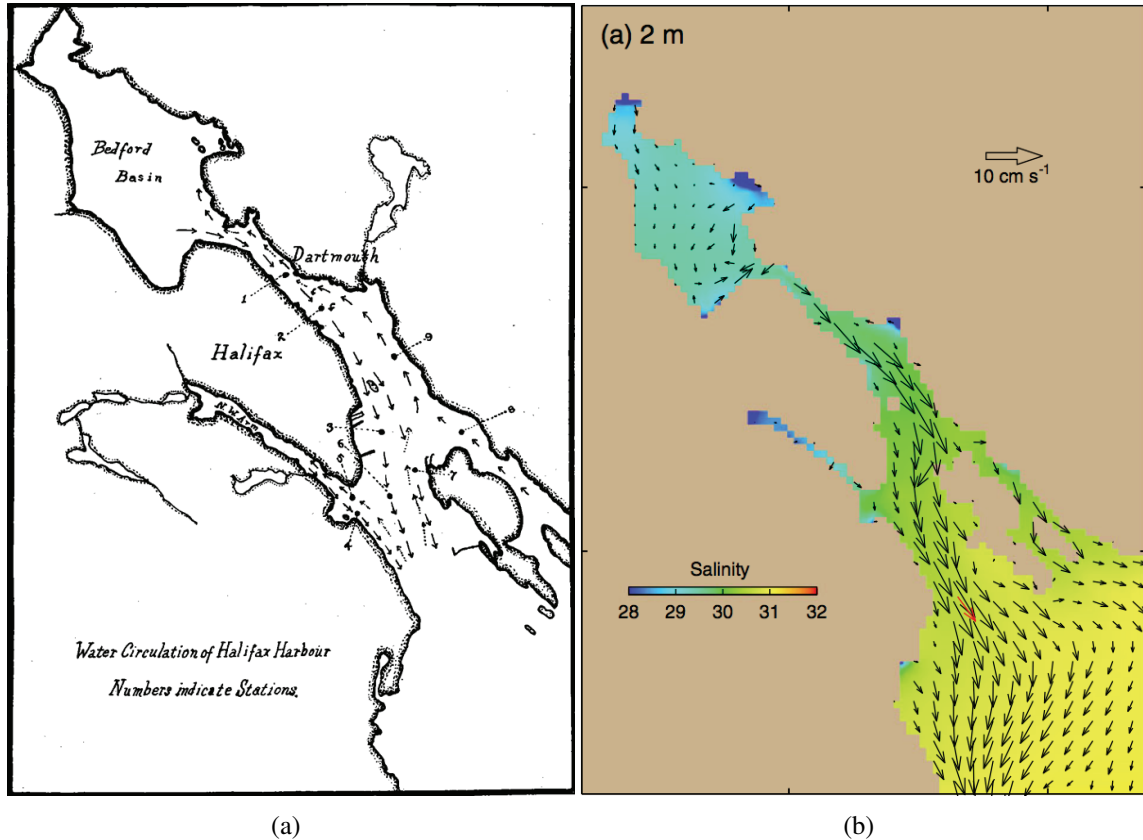 Bedford
Basin
Dartmouth
1
2
9
Halifax
N.W. Arm
3
8
6
5
7
4
Water Circulation of Halifax Harbour
Numbers indicate Stations.
(a)
(a) 2 m
10 cm s⁻¹
Salinity
28 29 30 31 32
(b)